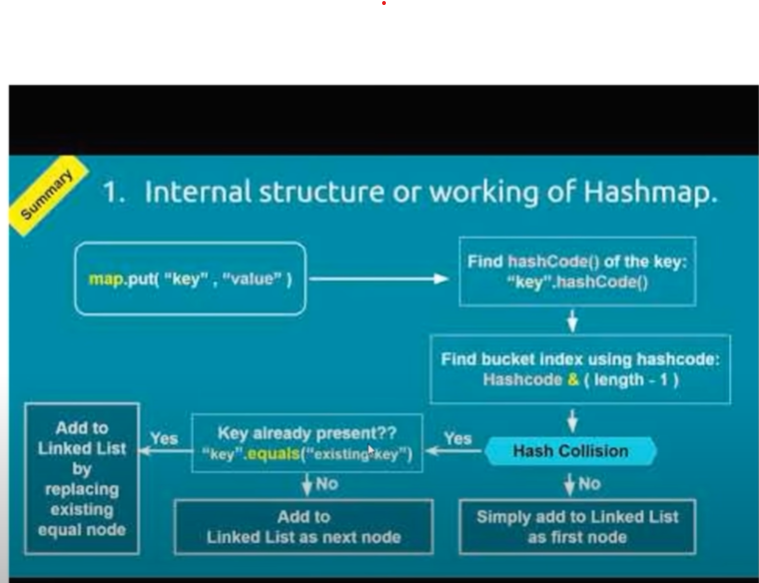 Summary
1. Internal structure or working of Hashmap.
map.put( “key” , “value” )
Find hashCode() of the key:
“key”.hashCode()
Find bucket index using hashcode:
Hashcode & ( length - 1 )
Hash Collision
Yes
No
Key already present??
“key”.equals(“existing key”)
Yes
No
Add to
Linked List
by
replacing
existing
equal node
Add to
Linked List as next node
Simply add to Linked List
as first node